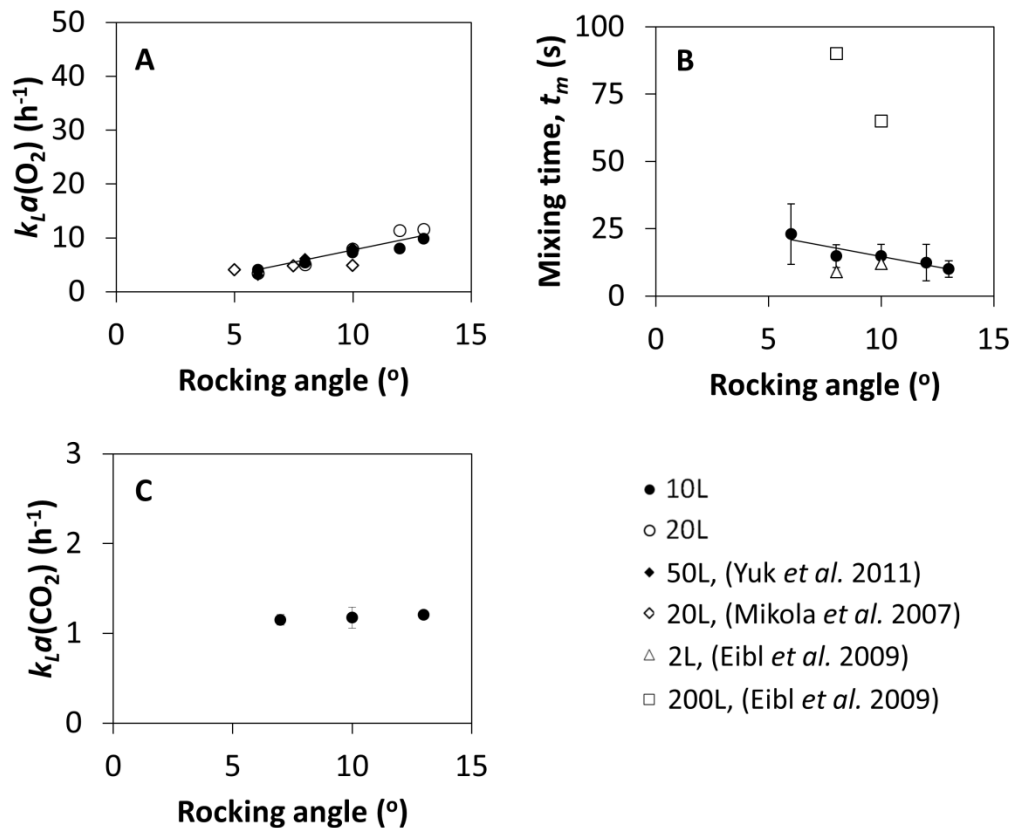 A
k_La(O₂) (h⁻¹)
50
40
30
20
10
0
0 5 10 15
Rocking angle (°)
B
Mixing time, t_m (s)
100
75
50
25
0
0 5 10 15
Rocking angle (°)
C
k_La(CO₂) (h⁻¹)
3
2
1
0
0 5 10 15
Rocking angle (°)
10L
20L
50L, (Yuk et al. 2011)
20L, (Mikola et al. 2007)
2L, (Eibl et al. 2009)
200L, (Eibl et al. 2009)